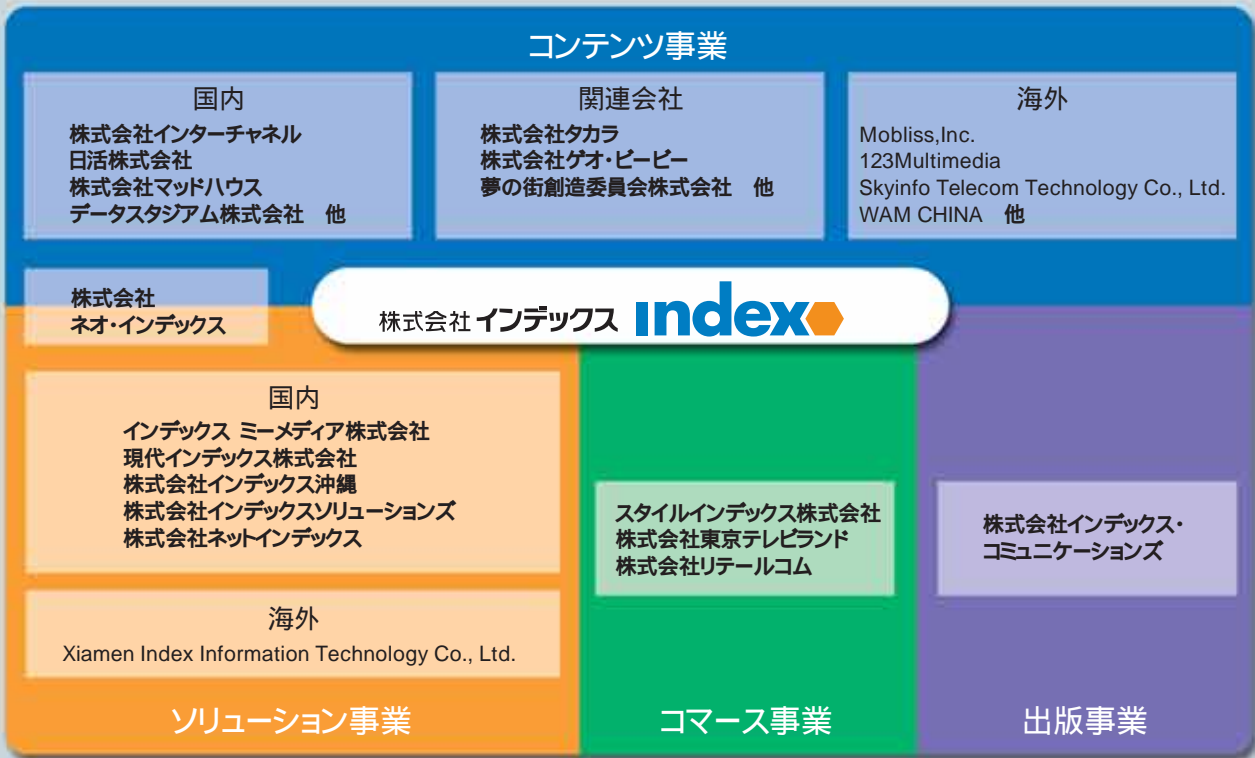 コンテンツ事業
国内
株式会社インターチャネル
日活株式会社
株式会社マッドハウス
データスタジアム株式会社 他
関連会社
株式会社タカラ
株式会社ゲオ・ビービー
夢の街創造委員会株式会社 他
海外
Mobliss,Inc.
123Multimedia
Skyinfo Telecom Technology Co., Ltd.
WAM CHINA 他
株式会社
ネオ・インデックス
株式会社インデックス index
国内
インデックス ミーメディア株式会社
現代インデックス株式会社
株式会社インデックス沖縄
株式会社インデックスソリューションズ
株式会社ネットインデックス
海外
Xiamen Index Information Technology Co., Ltd.
ソリューション事業
スタイルインデックス株式会社
株式会社東京テレビランド
株式会社リテールコム
コマース事業
株式会社インデックス・
コミュニケーションズ
出版事業